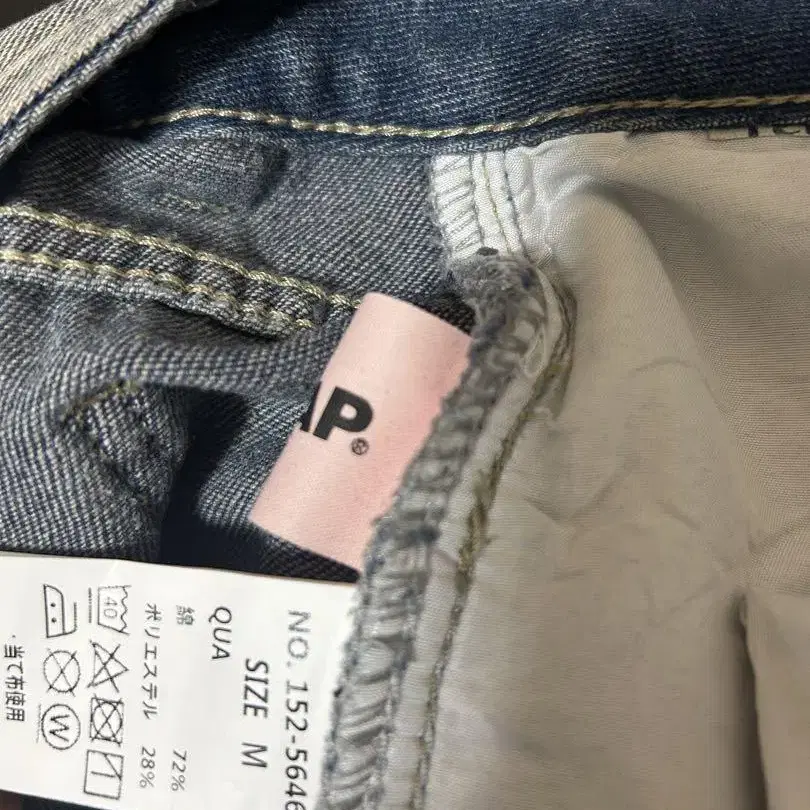 AP®
NO. 152-5646
SIZE M
QUA
綿 72%
ポリエステル 28%
40
W
・当て布使用